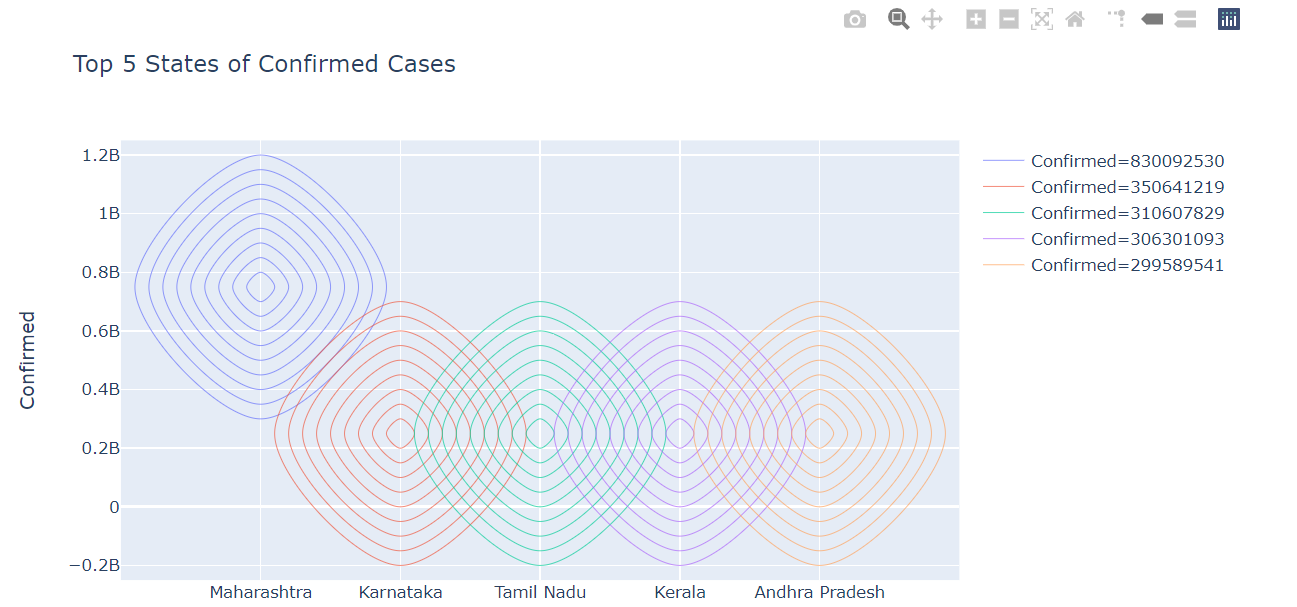 Top 5 States of Confirmed Cases
1.2B
1B
0.8B
0.6B
0.4B
0.2B
0
−0.2B
Confirmed
Maharashtra
Karnataka
Tamil Nadu
Kerala
Andhra Pradesh
Confirmed=830092530
Confirmed=350641219
Confirmed=310607829
Confirmed=306301093
Confirmed=299589541